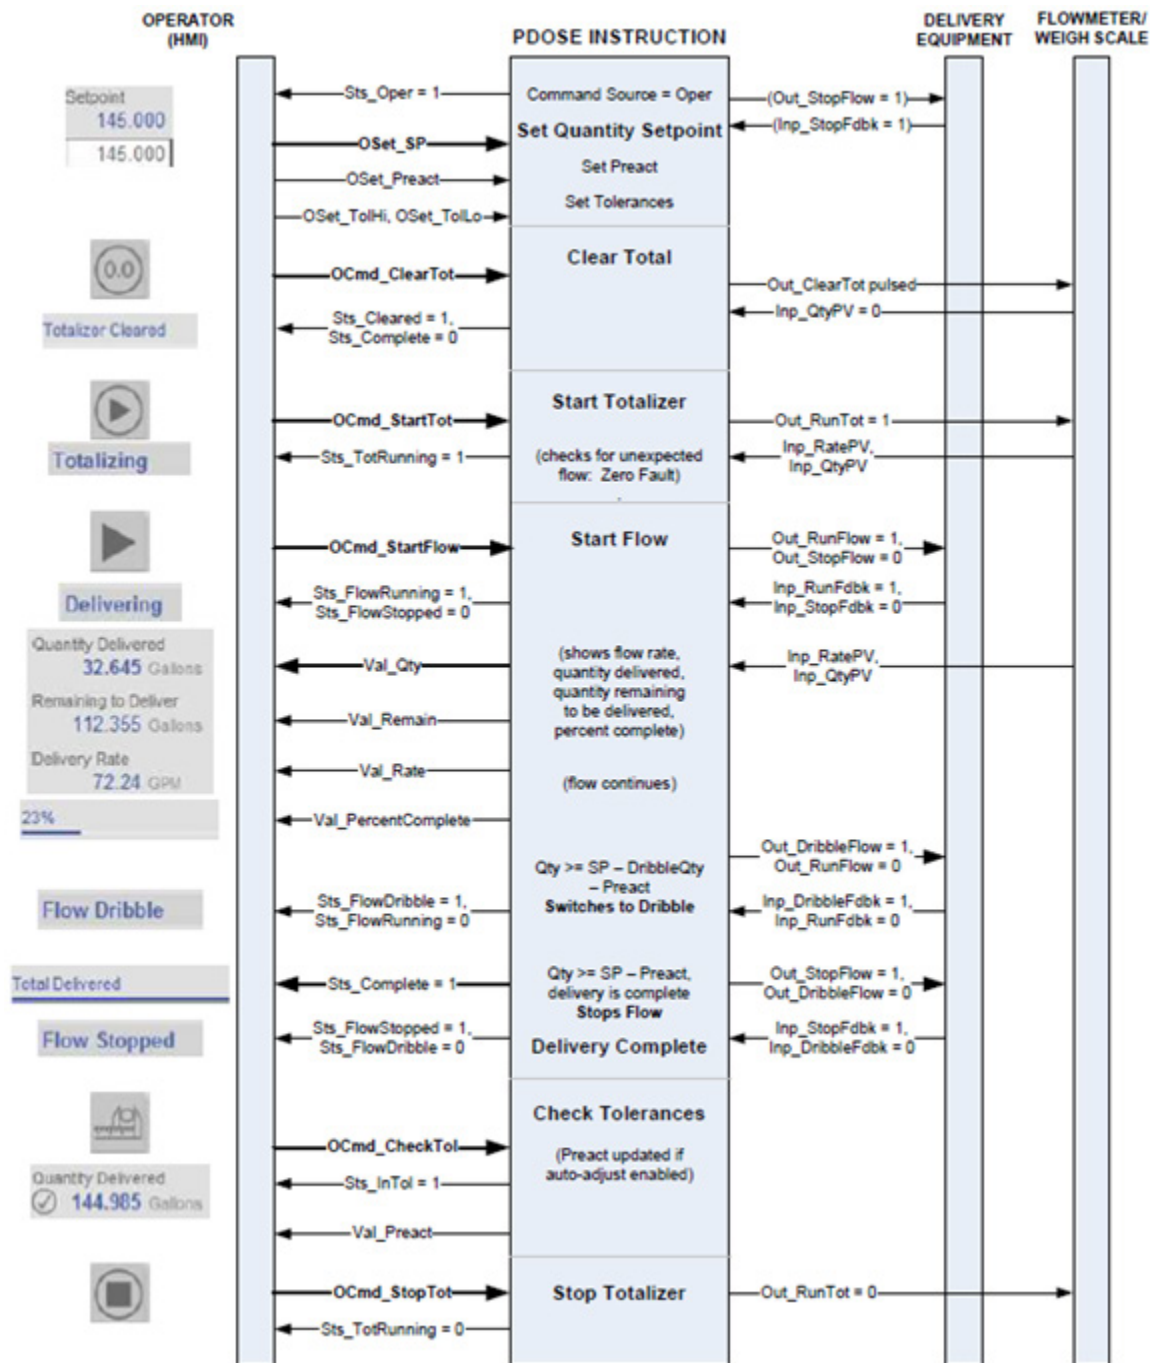 OPERATOR
(HMI)
PDOSE INSTRUCTION
DELIVERY
EQUIPMENT
FLOWMETER/
WEIGH SCALE
Setpoint
145.000
145.000
Sts_Oper = 1
Command Source = Oper
(Out_StopFlow = 1)
(Inp_StopFdbk = 1)
OSet_SP
Set Quantity Setpoint
OSet_Preact
Set Preact
OSet_TolHi, OSet_TolLo
Set Tolerances
0.0
OCmd_ClearTot
Clear Total
Out_ClearTot pulsed
Inp_QtyPV = 0
Totalizer Cleared
Sts_Cleared = 1,
Sts_Complete = 0
OCmd_StartTot
Start Totalizer
Out_RunTot = 1
Totalizing
Sts_TotRunning = 1
(checks for unexpected
flow: Zero Fault)
.
Inp_RatePV,
Inp_QtyPV
OCmd_StartFlow
Start Flow
Out_RunFlow = 1,
Out_StopFlow = 0
Delivering
Sts_FlowRunning = 1,
Sts_FlowStopped = 0
Inp_RunFdbk = 1,
Inp_StopFdbk = 0
Quantity Delivered
32.645 Gallons
Remaining to Deliver
112.355 Gallons
Delivery Rate
72.24 GPM
23%
Val_Qty
Val_Remain
Val_Rate
Val_PercentComplete
(shows flow rate,
quantity delivered,
quantity remaining
to be delivered,
percent complete)
(flow continues)
Inp_RatePV,
Inp_QtyPV
Out_DribbleFlow = 1,
Out_RunFlow = 0
Qty >= SP – DribbleQty
– Preact
Switches to Dribble
Flow Dribble
Sts_FlowDribble = 1,
Sts_FlowRunning = 0
Inp_DribbleFdbk = 1,
Inp_RunFdbk = 0
Total Delivered
Sts_Complete = 1
Qty >= SP – Preact,
delivery is complete
Stops Flow
Out_StopFlow = 1,
Out_DribbleFlow = 0
Flow Stopped
Sts_FlowStopped = 1,
Sts_FlowDribble = 0
Delivery Complete
Inp_StopFdbk = 1,
Inp_DribbleFdbk = 0
Check Tolerances
OCmd_CheckTol
(Preact updated if
auto-adjust enabled)
Quantity Delivered
144.985 Gallons
Sts_InTol = 1
Val_Preact
OCmd_StopTot
Stop Totalizer
Out_RunTot = 0
Sts_TotRunning = 0